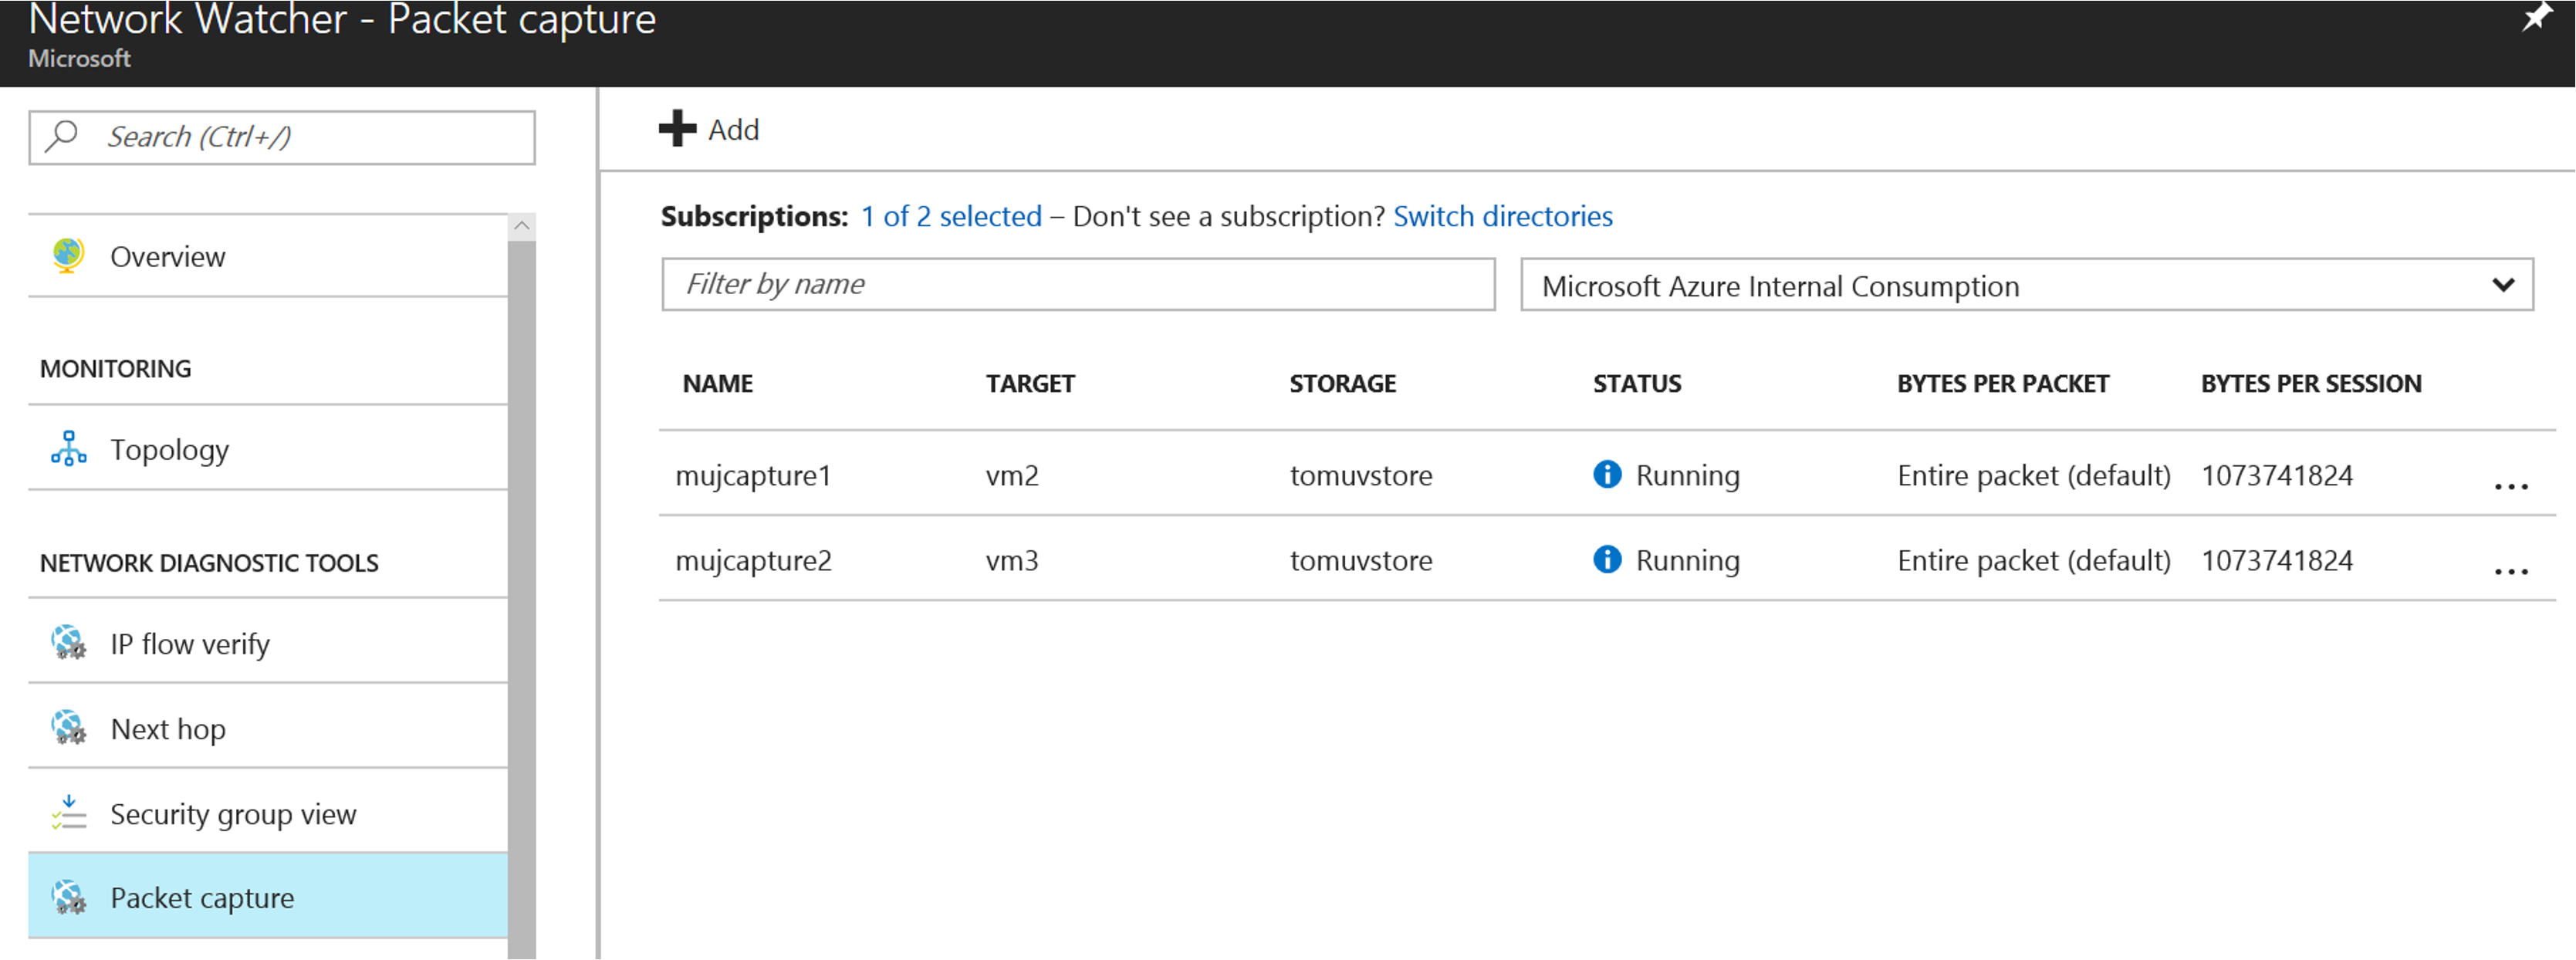 Network Watcher - Packet capture
Microsoft
Search (Ctrl+/)
Overview
MONITORING
Topology
NETWORK DIAGNOSTIC TOOLS
IP flow verify
Next hop
Security group view
Packet capture
Add
Subscriptions: 1 of 2 selected – Don't see a subscription? Switch directories
Filter by name Microsoft Azure Internal Consumption
NAME TARGET STORAGE STATUS BYTES PER PACKET BYTES PER SESSION
mujcapture1 vm2 tomuvstore Running Entire packet (default) 1073741824 ...
mujcapture2 vm3 tomuvstore Running Entire packet (default) 1073741824 ...